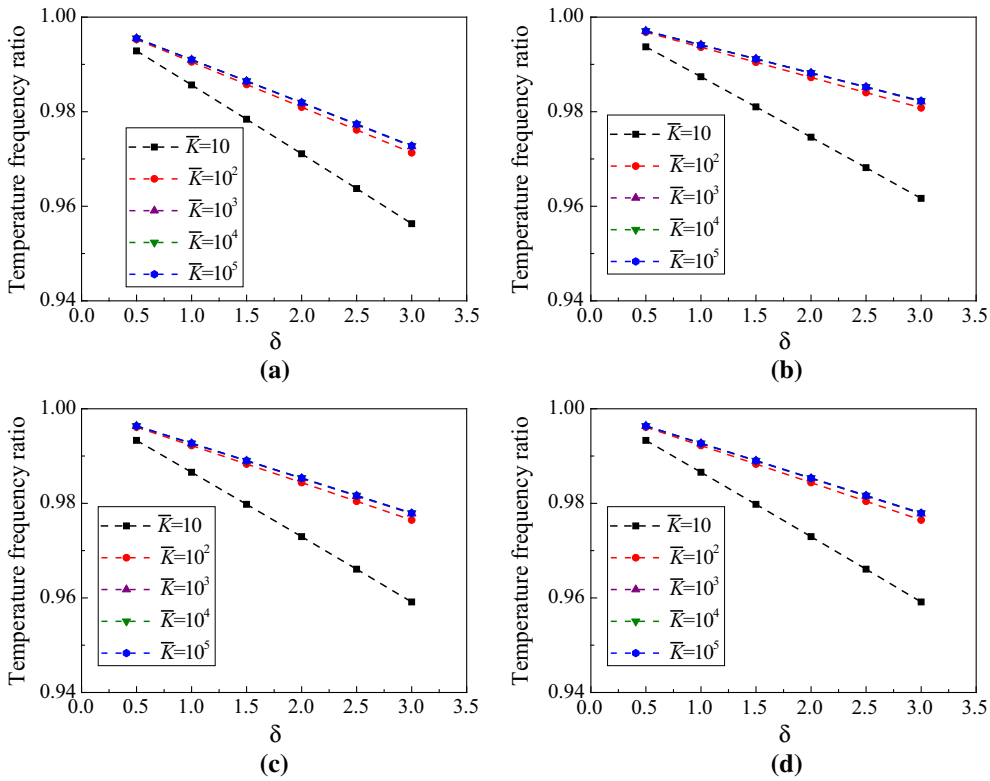 1.00
0.98
0.96
0.94
Temperature frequency ratio
K̅=10
K̅=10²
K̅=10³
K̅=10⁴
K̅=10⁵
0.0 0.5 1.0 1.5 2.0 2.5 3.0 3.5
δ
(a)
1.00
0.98
0.96
0.94
Temperature frequency ratio
K̅=10
K̅=10²
K̅=10³
K̅=10⁴
K̅=10⁵
0.0 0.5 1.0 1.5 2.0 2.5 3.0 3.5
δ
(b)
1.00
0.98
0.96
0.94
Temperature frequency ratio
K̅=10
K̅=10²
K̅=10³
K̅=10⁴
K̅=10⁵
0.0 0.5 1.0 1.5 2.0 2.5 3.0 3.5
δ
(c)
1.00
0.98
0.96
0.94
Temperature frequency ratio
K̅=10
K̅=10²
K̅=10³
K̅=10⁴
K̅=10⁵
0.0 0.5 1.0 1.5 2.0 2.5 3.0 3.5
δ
(d)